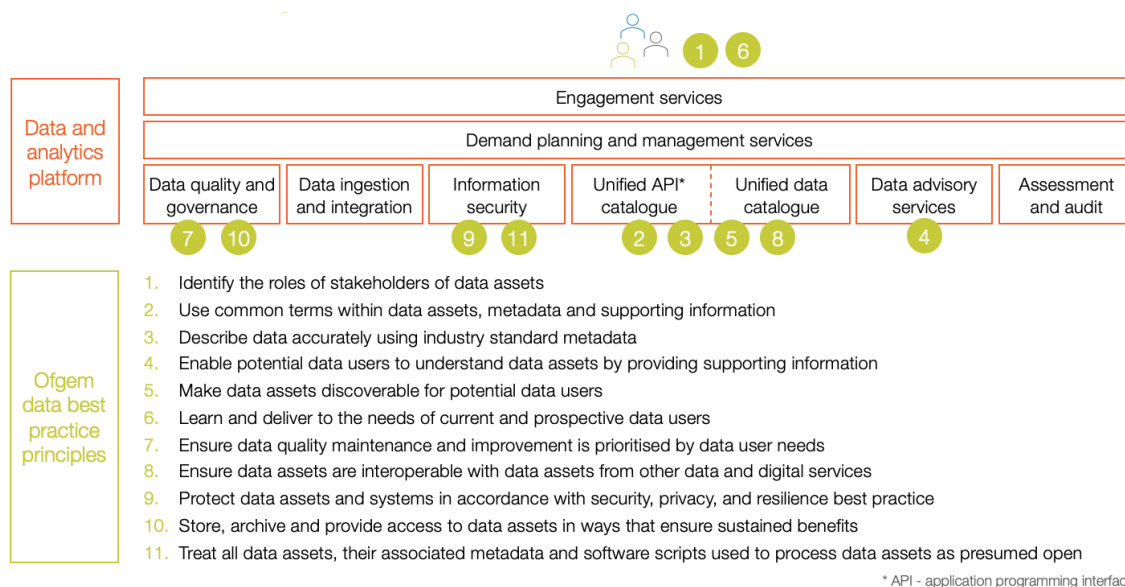 1 6
Engagement services
Data and
analytics
platform
Demand planning and management services
Data quality and
governance
Data ingestion
and integration
Information
security
Unified API*
catalogue
Unified data
catalogue
Data advisory
services
Assessment
and audit
7 10 9 11 2 3 5 8 4
Ofgem
data best
practice
principles
1. Identify the roles of stakeholders of data assets
2. Use common terms within data assets, metadata and supporting information
3. Describe data accurately using industry standard metadata
4. Enable potential data users to understand data assets by providing supporting information
5. Make data assets discoverable for potential data users
6. Learn and deliver to the needs of current and prospective data users
7. Ensure data quality maintenance and improvement is prioritised by data user needs
8. Ensure data assets are interoperable with data assets from other data and digital services
9. Protect data assets and systems in accordance with security, privacy, and resilience best practice
10. Store, archive and provide access to data assets in ways that ensure sustained benefits
11. Treat all data assets, their associated metadata and software scripts used to process data assets as presumed open
* API - application programming interfac